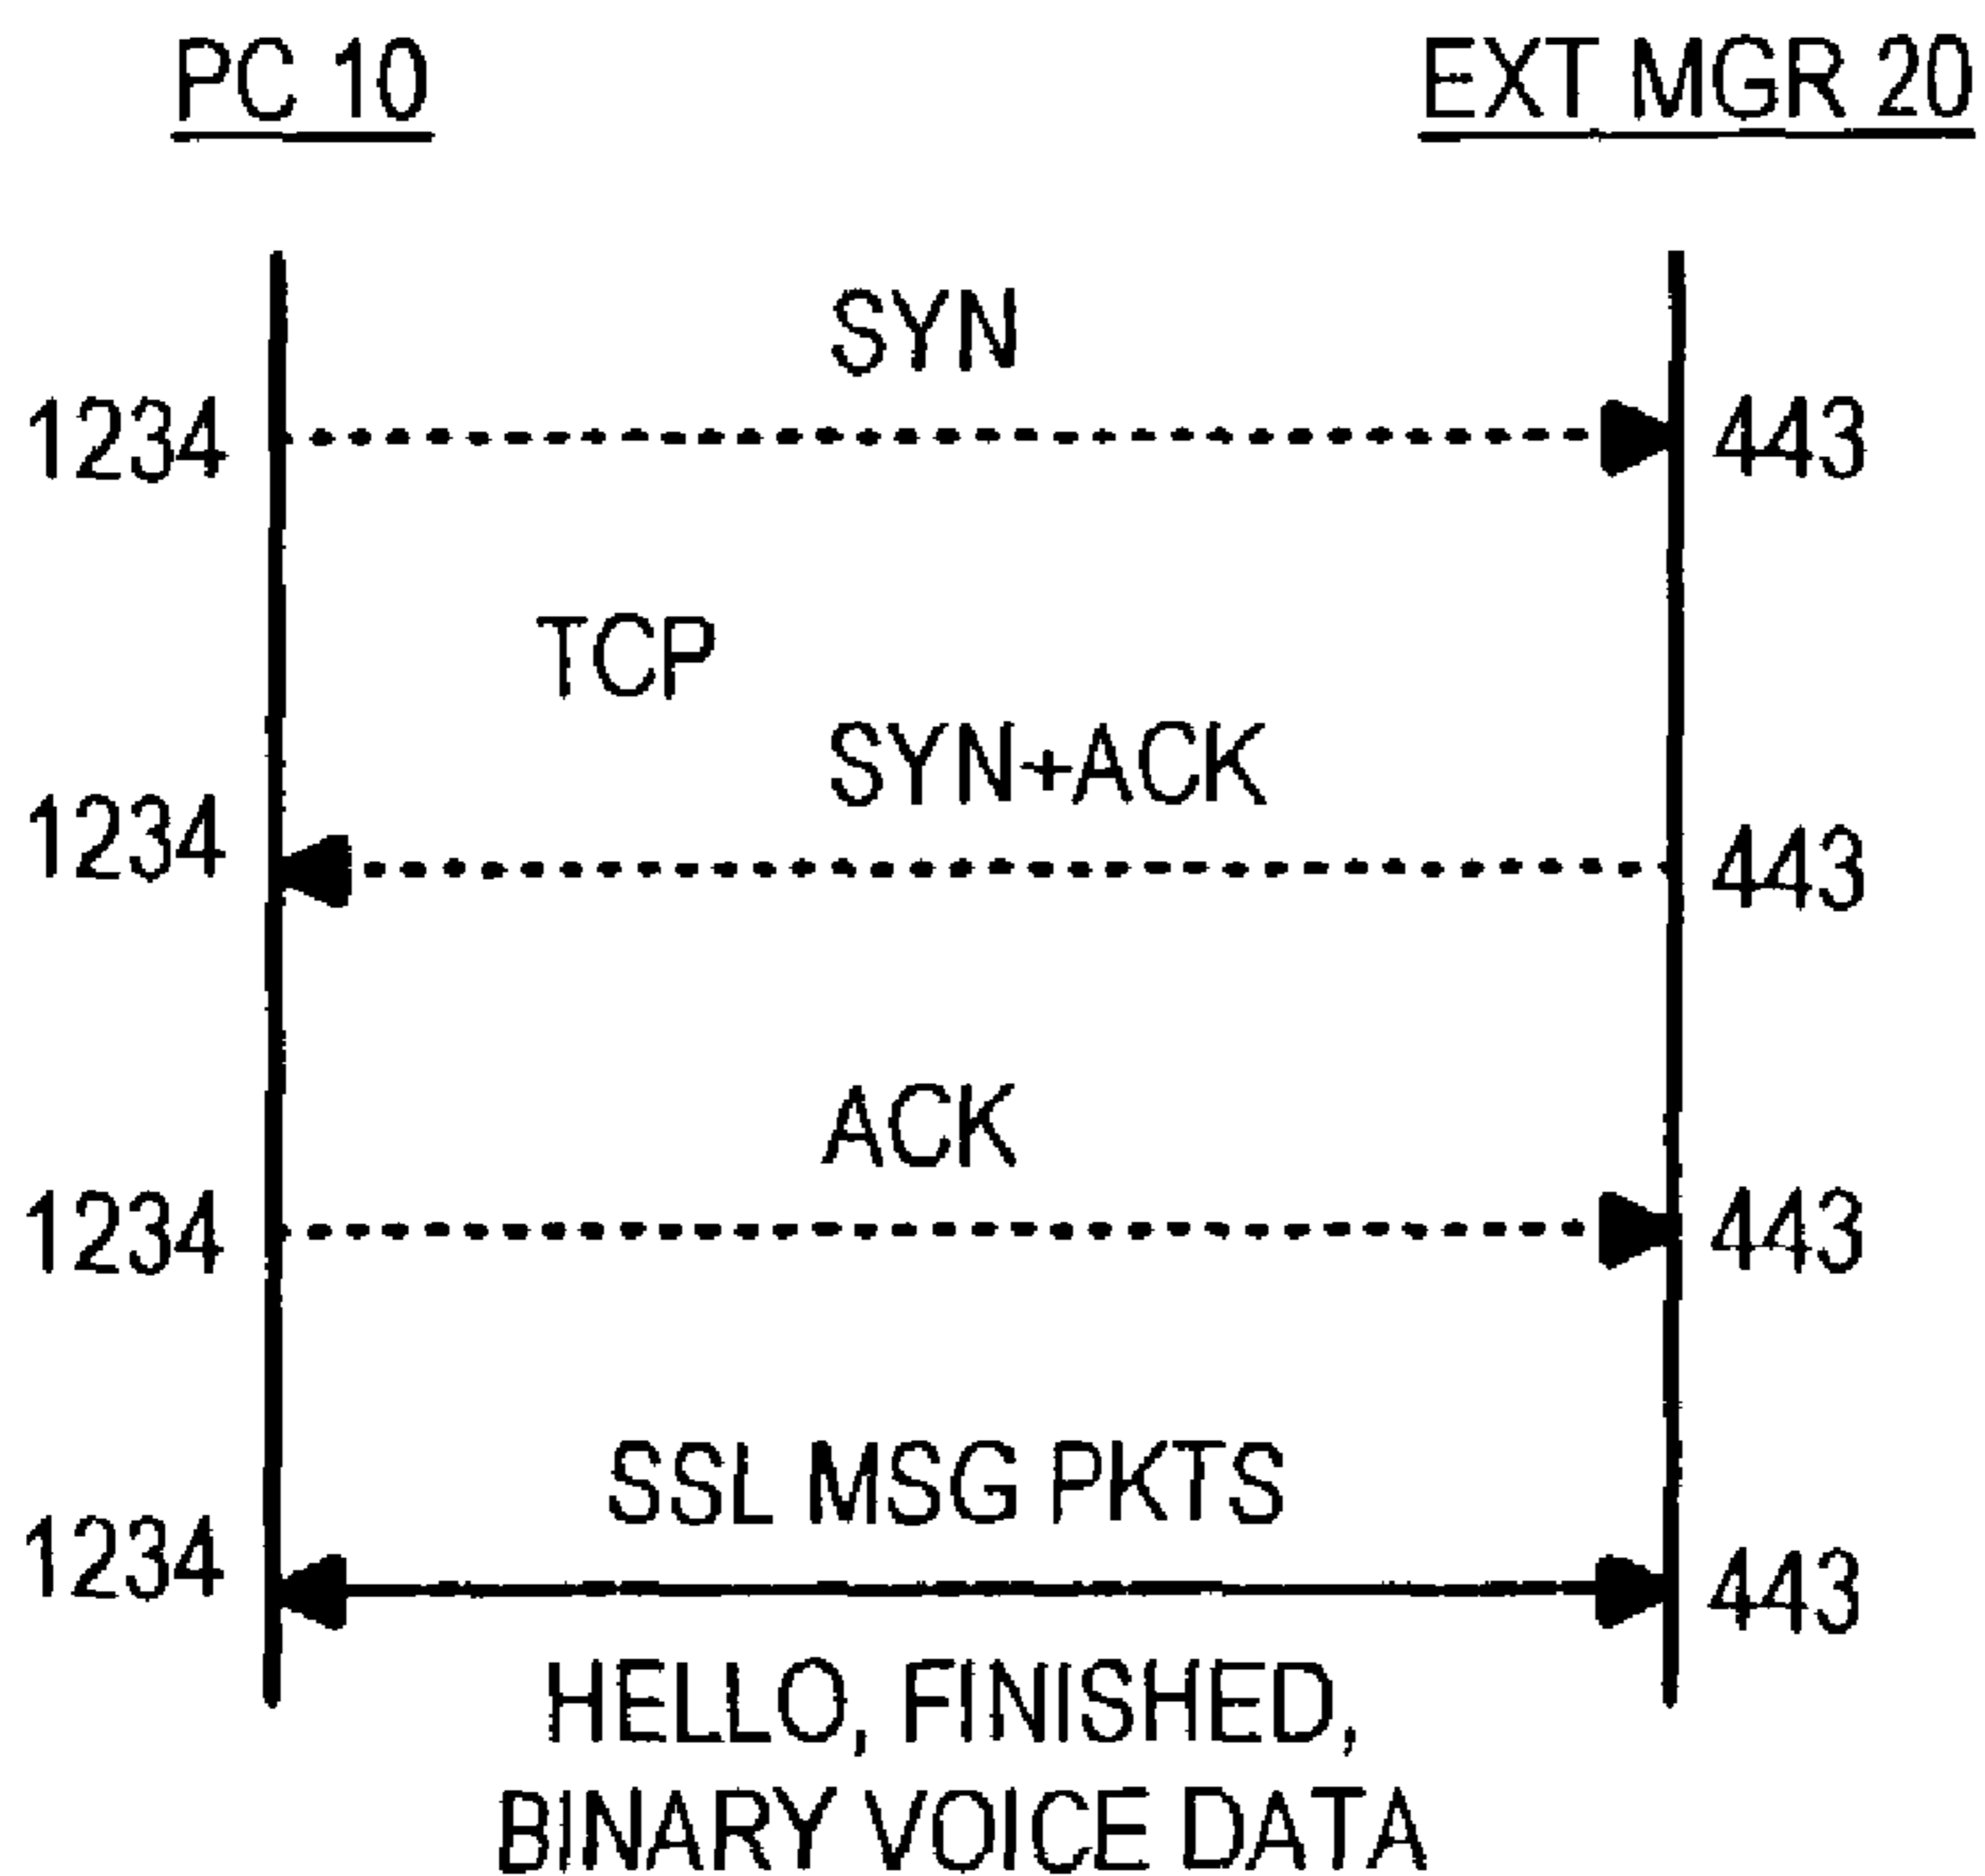 PC 10
EXT MGR 20
SYN
1234
443
TCP
SYN+ACK
1234
443
ACK
1234
443
SSL MSG PKTS
1234
443
HELLO, FINISHED,
BINARY VOICE DATA